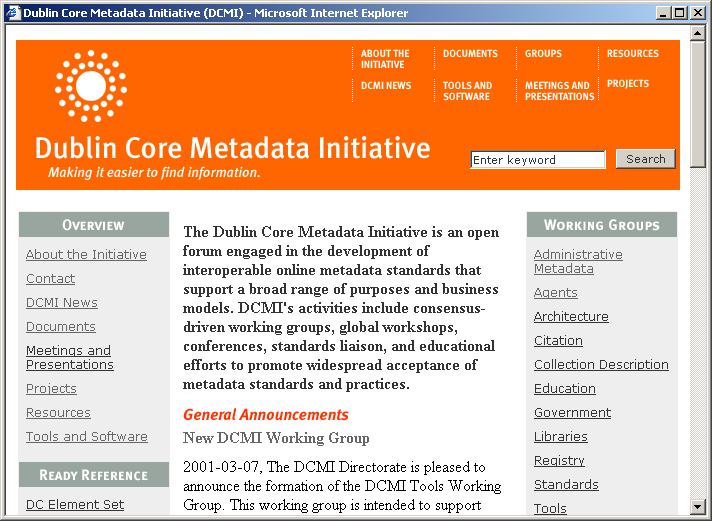 Dublin Core Metadata Initiative (DCMI) - Microsoft Internet Explorer
ABOUT THE
INITIATIVE
DOCUMENTS
GROUPS
RESOURCES
DCMI NEWS
TOOLS AND
SOFTWARE
MEETINGS AND
PRESENTATIONS
PROJECTS
Dublin Core Metadata Initiative
Making it easier to find information.
Enter keyword
Search
OVERVIEW
About the Initiative
Contact
DCMI News
Documents
Meetings and
Presentations
Projects
Resources
Tools and Software
READY REFERENCE
DC Element Set
The Dublin Core Metadata Initiative is an open
forum engaged in the development of
interoperable online metadata standards that
support a broad range of purposes and business
models. DCMI's activities include consensus-
driven working groups, global workshops,
conferences, standards liaison, and educational
efforts to promote widespread acceptance of
metadata standards and practices.
General Announcements
New DCMI Working Group
2001-03-07, The DCMI Directorate is pleased to
announce the formation of the DCMI Tools Working
Group. This working group is intended to support
WORKING GROUPS
Administrative
Metadata
Agents
Architecture
Citation
Collection Description
Education
Government
Libraries
Registry
Standards
Tools